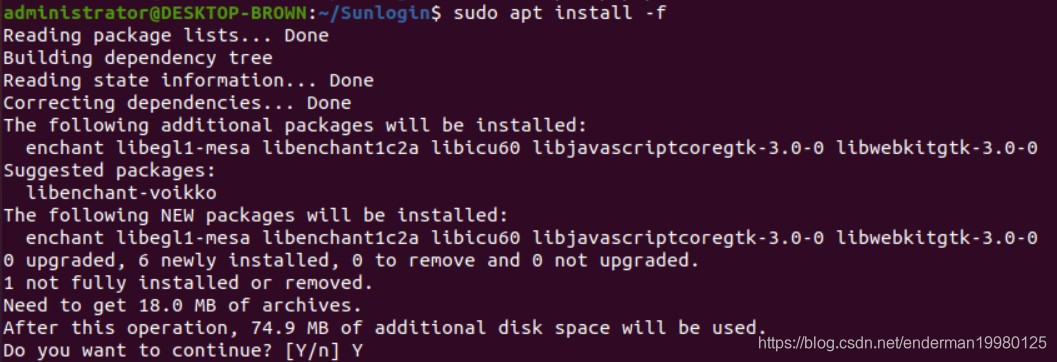 administrator@DESKTOP-BROWN:~/Sunlogin$ sudo apt install -f
Reading package lists... Done
Building dependency tree
Reading state information... Done
Correcting dependencies... Done
The following additional packages will be installed:
  enchant libegl1-mesa libenchant1c2a libicu60 libjavascriptcoregtk-3.0-0 libwebkitgtk-3.0-0
Suggested packages:
  libenchant-voikko
The following NEW packages will be installed:
  enchant libegl1-mesa libenchant1c2a libicu60 libjavascriptcoregtk-3.0-0 libwebkitgtk-3.0-0
0 upgraded, 6 newly installed, 0 to remove and 0 not upgraded.
1 not fully installed or removed.
Need to get 18.0 MB of archives.
After this operation, 74.9 MB of additional disk space will be used.
Do you want to continue? [Y/n] Y
https://blog.csdn.net/enderman19980125